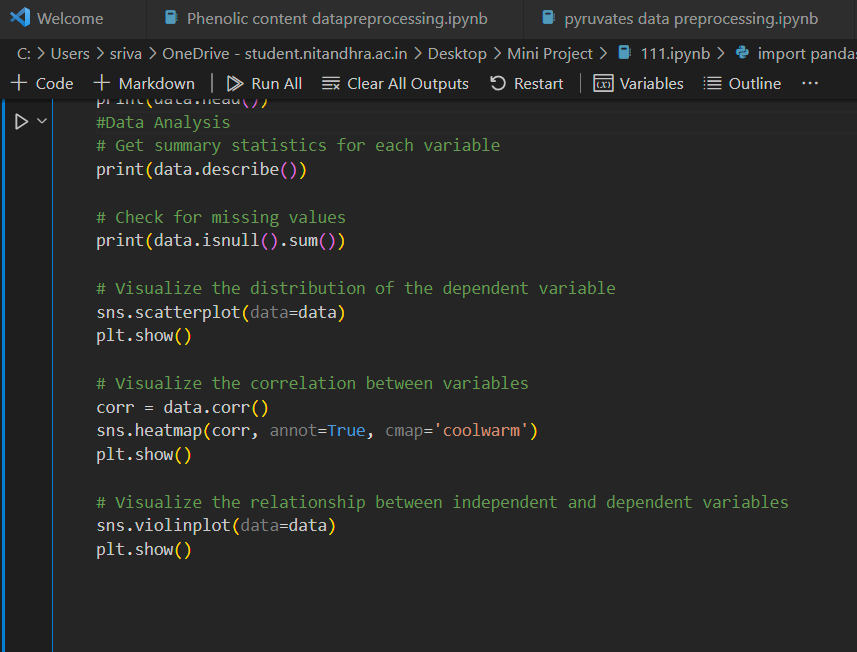 Welcome
Phenolic content datapreprocessing.ipynb
pyruvates data preprocessing.ipynb
C: > Users > sriva > OneDrive - student.nitandhra.ac.in > Desktop > Mini Project > 111.ipynb > import pandas
+ Code + Markdown | Run All Clear All Outputs Restart | Variables Outline ...
print(data.head())
#Data Analysis
# Get summary statistics for each variable
print(data.describe())
# Check for missing values
print(data.isnull().sum())
# Visualize the distribution of the dependent variable
sns.scatterplot(data=data)
plt.show()
# Visualize the correlation between variables
corr = data.corr()
sns.heatmap(corr, annot=True, cmap='coolwarm')
plt.show()
# Visualize the relationship between independent and dependent variables
sns.violinplot(data=data)
plt.show()